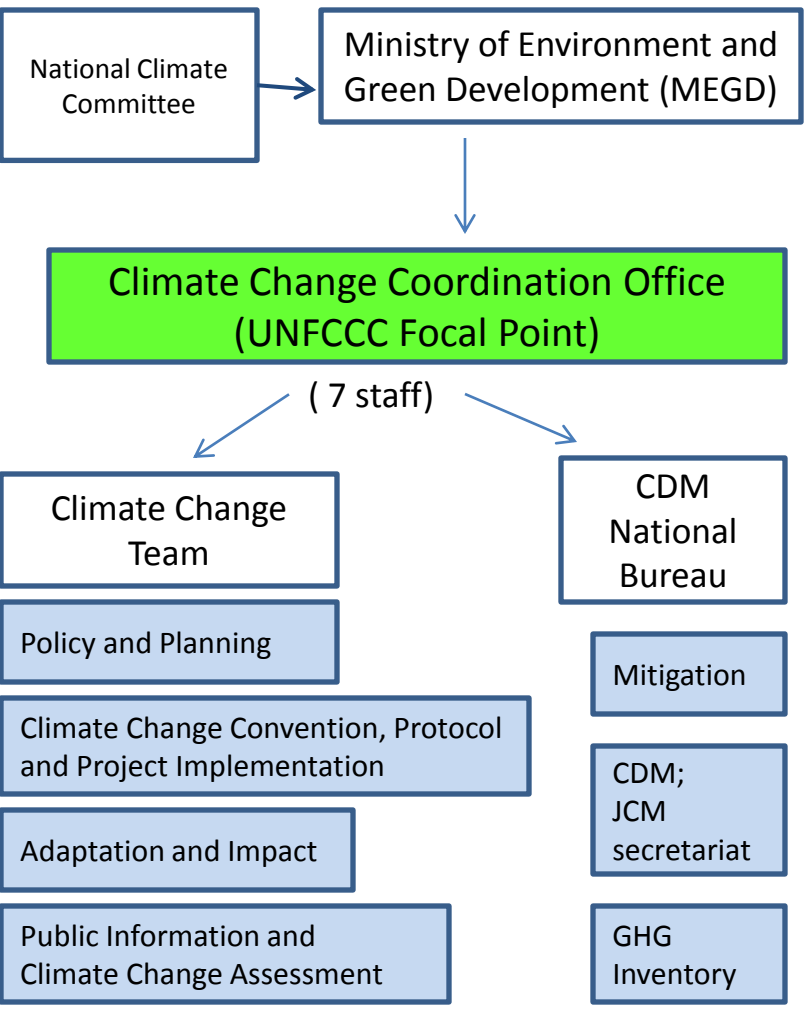 National Climate
Committee
Ministry of Environment and
Green Development (MEGD)
Climate Change Coordination Office
(UNFCCC Focal Point)
( 7 staff)
Climate Change
Team
Policy and Planning
Climate Change Convention, Protocol
and Project Implementation
Adaptation and Impact
Public Information and
Climate Change Assessment
CDM
National
Bureau
Mitigation
CDM;
JCM
secretariat
GHG
Inventory